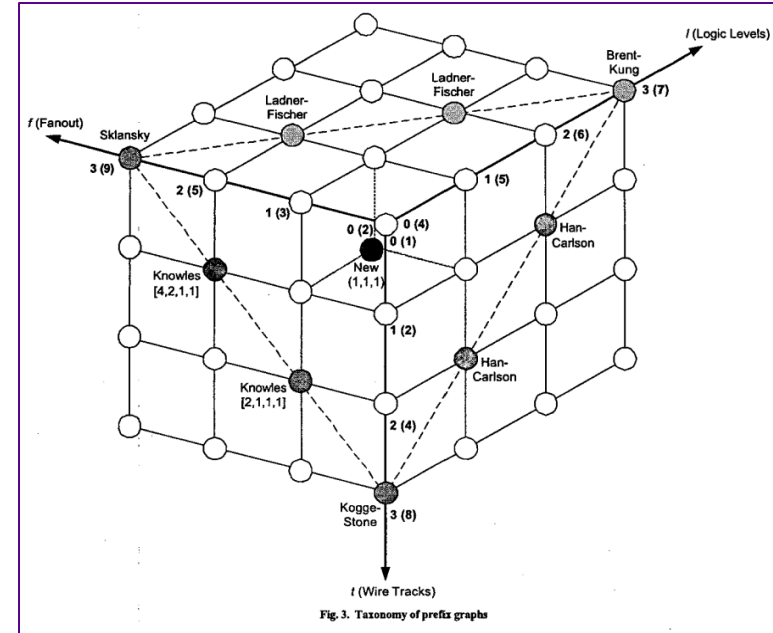 l (Logic Levels)
Brent-
Kung
3 (7)
Ladner-
Fischer
Ladner-
Fischer
2 (6)
f (Fanout)
Sklansky
3 (9)
2 (5)
1 (5)
1 (3)
0 (2)
0 (4)
0 (1)
Han-
Carlson
New
(1,1,1)
Knowles
[4,2,1,1]
1 (2)
Han-
Carlson
Knowles
[2,1,1,1]
2 (4)
Kogge-
Stone
3 (8)
t (Wire Tracks)
Fig. 3. Taxonomy of prefix graphs